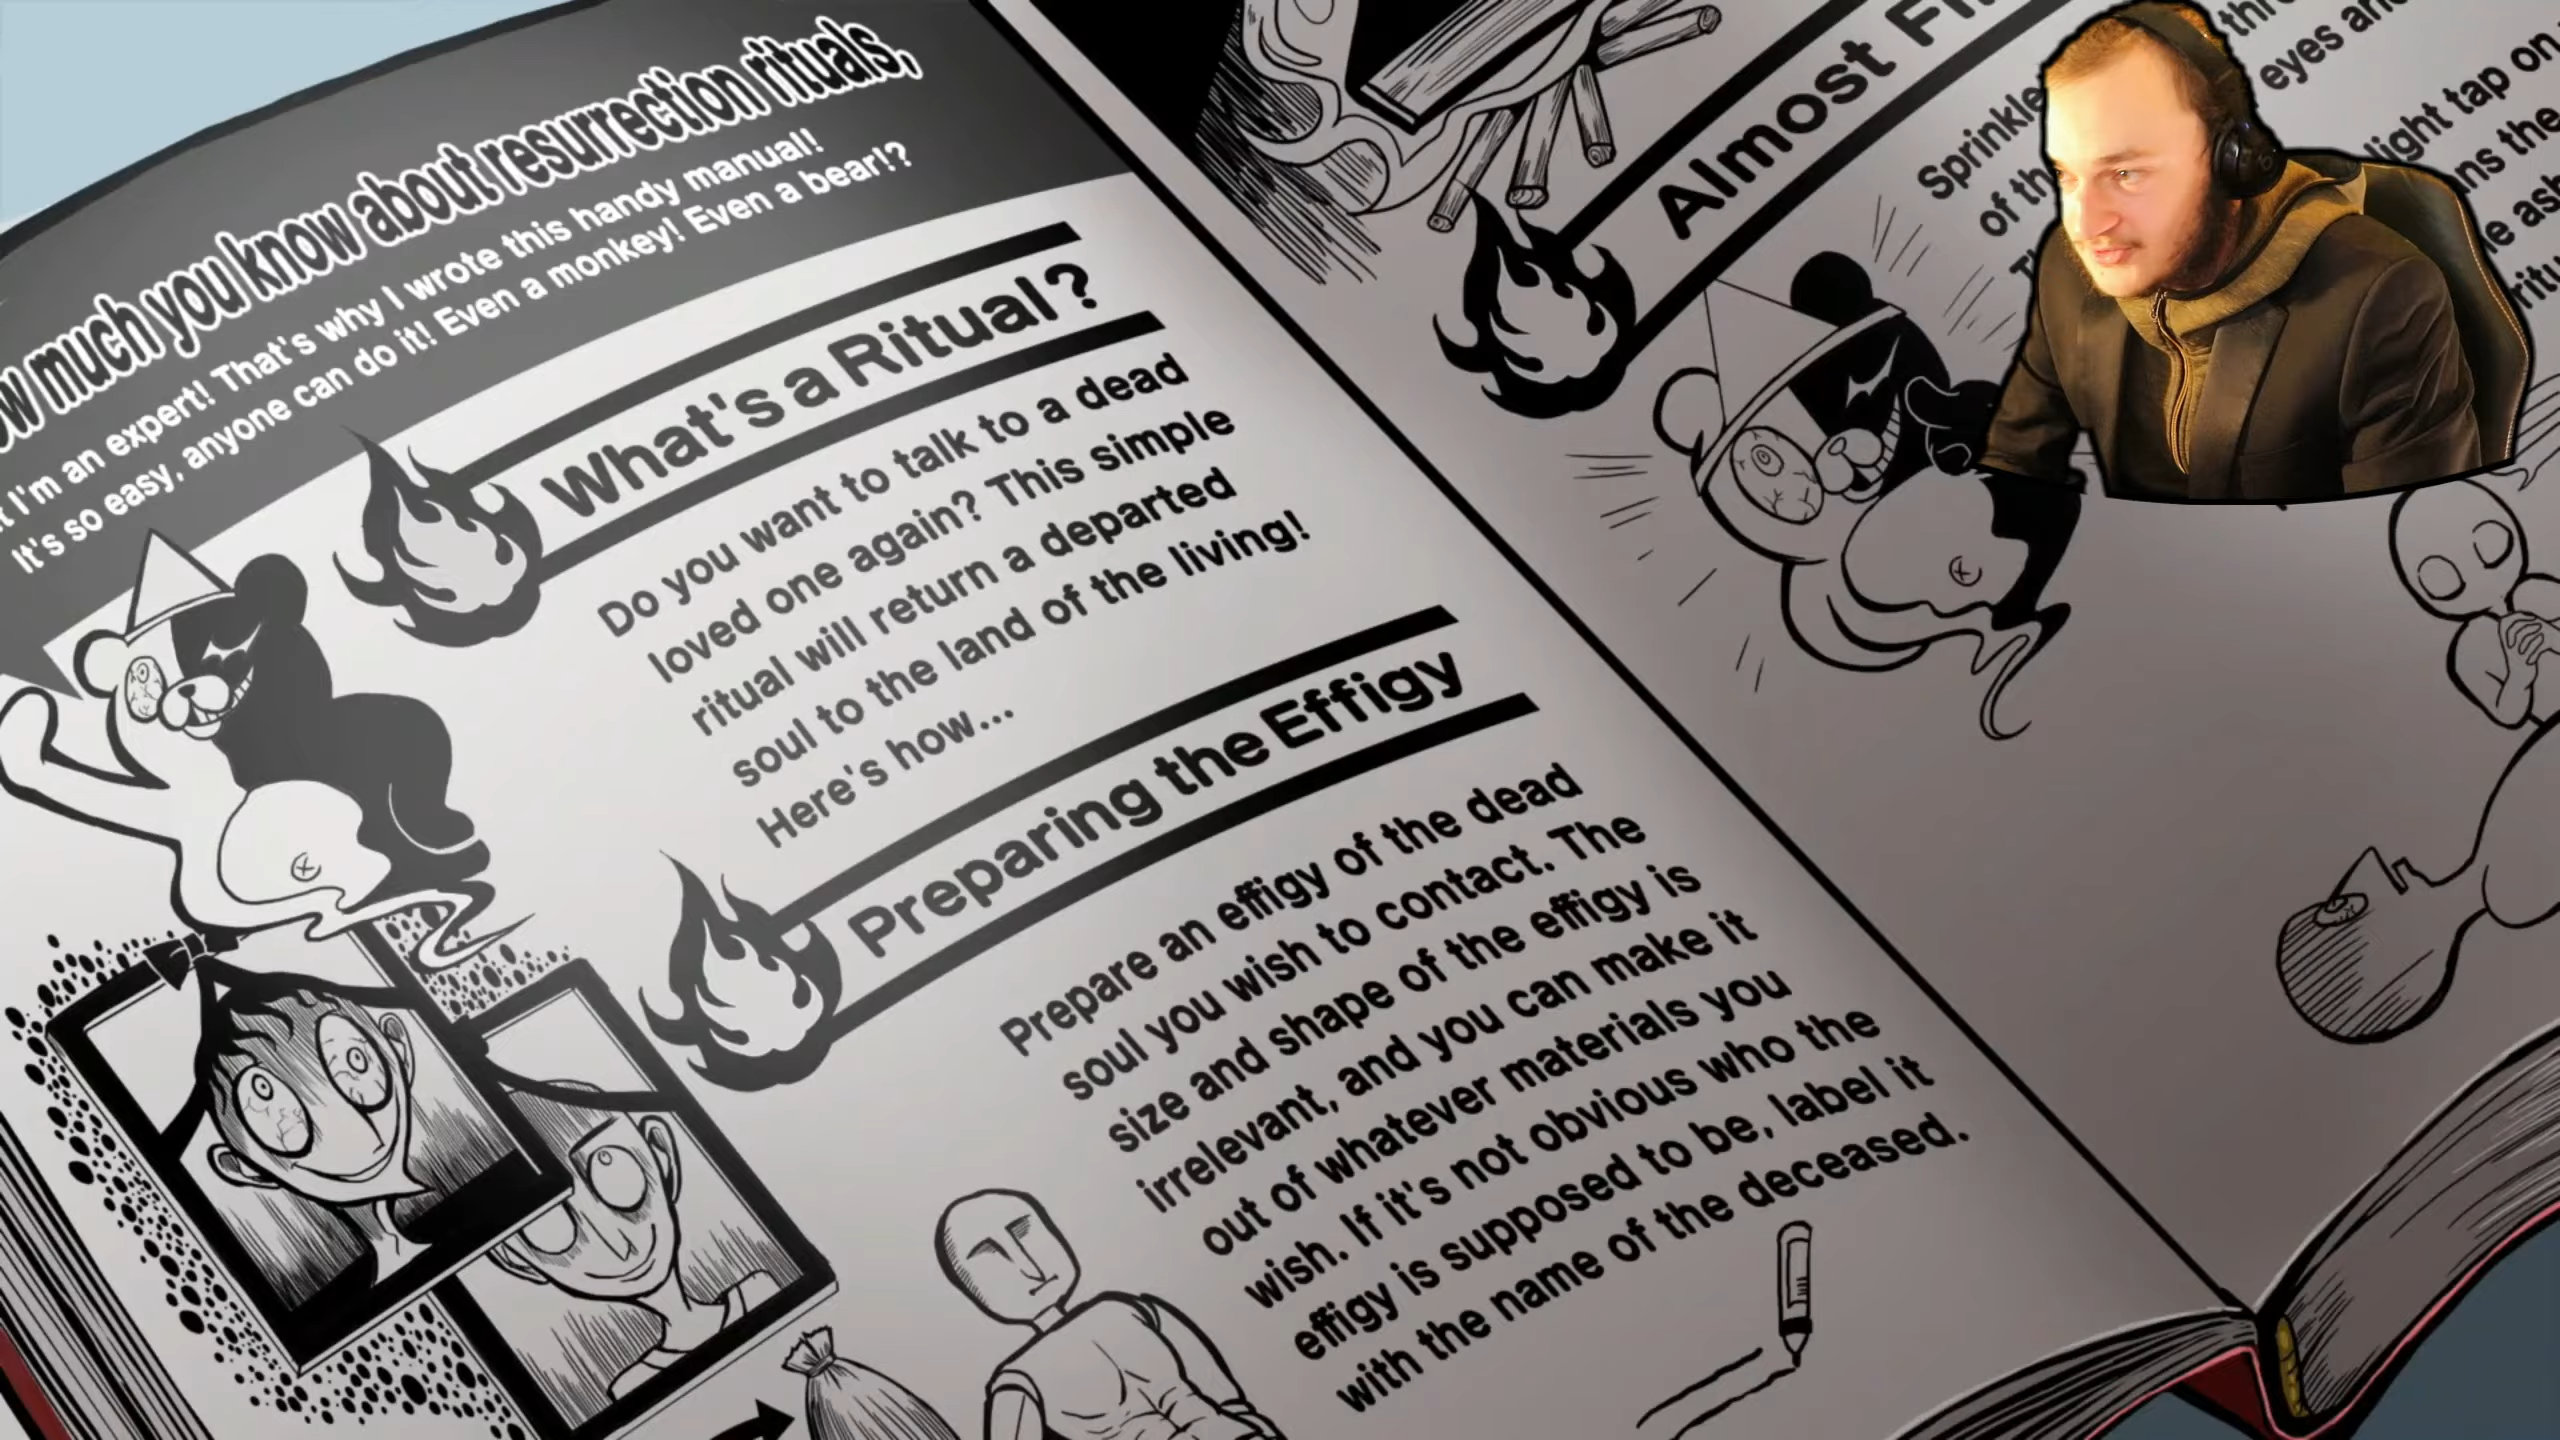 much you know about resurrection rituals,
I'm an expert! That's why I wrote this handy manual!
It's so easy, anyone can do it! Even a monkey! Even a bear!?
What's a Ritual?
Do you want to talk to a dead
loved one again? This simple
ritual will return a departed
soul to the land of the living!
Here's how...
Preparing the Effigy
Prepare an effigy of the dead
soul you wish to contact. The
size and shape of the effigy is
irrelevant, and you can make it
out of whatever materials you
wish. If it's not obvious who the
effigy is supposed to be, label it
with the name of the deceased.
Almost
Sprinkle
of
eyes
light tap on
the